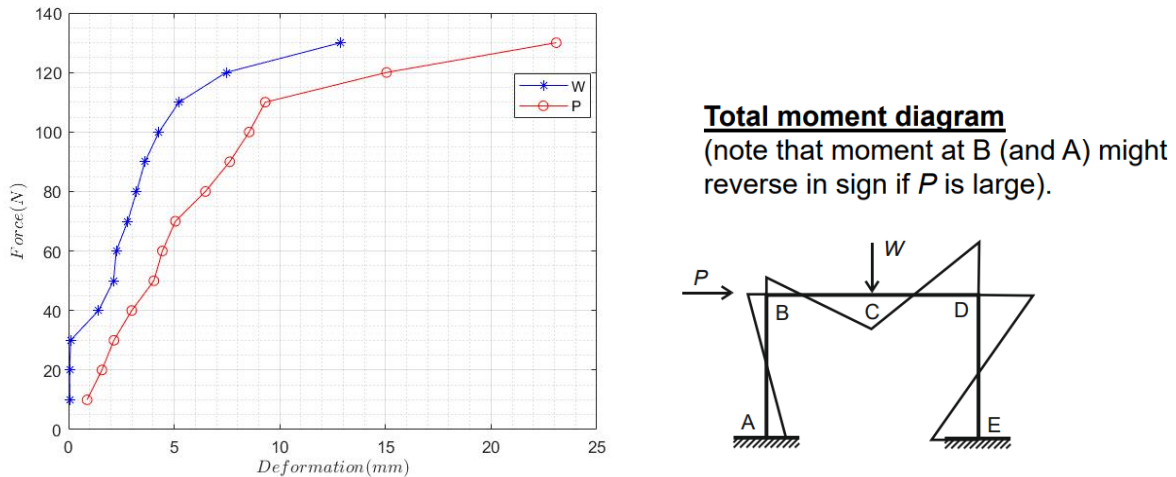 140
120
100
80
60
40
20
0
Force(N)
0 5 10 15 20 25
Deformation(mm)
W
P
Total moment diagram
(note that moment at B (and A) might
reverse in sign if P is large).
P
W
B
C
D
A
E